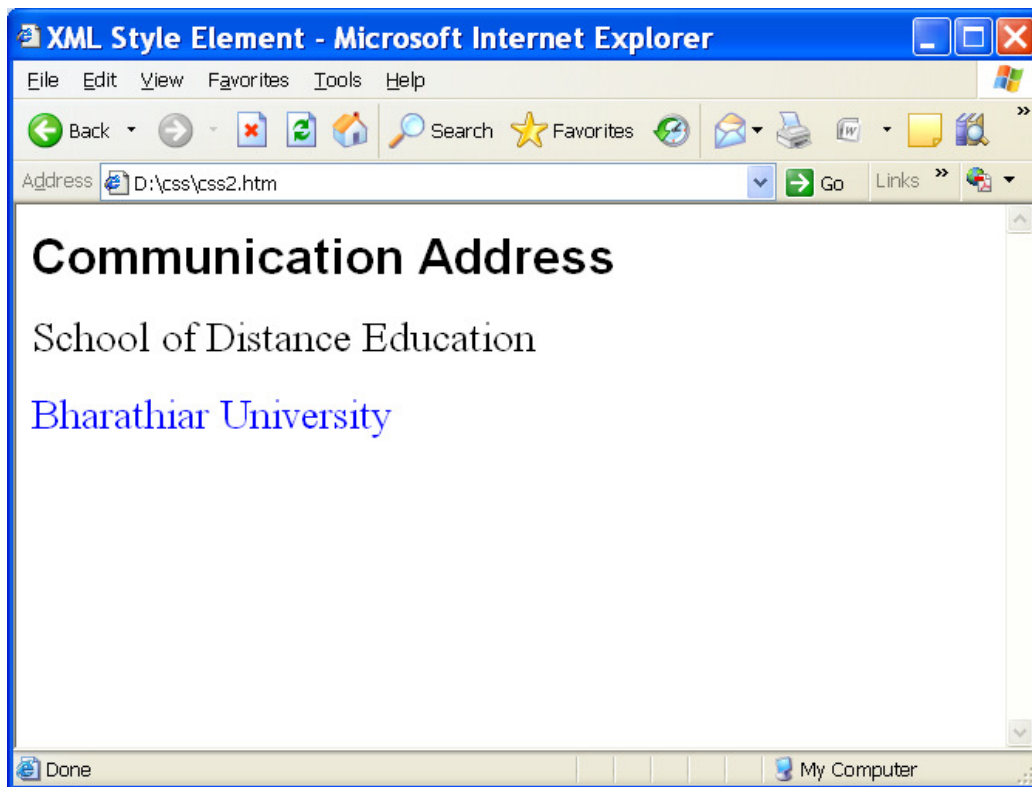 XML Style Element - Microsoft Internet Explorer
File Edit View Favorites Tools Help
Back Search Favorites W »
Address D:\css\css2.htm Go Links »
Communication Address
School of Distance Education
Bharathiar University
Done My Computer